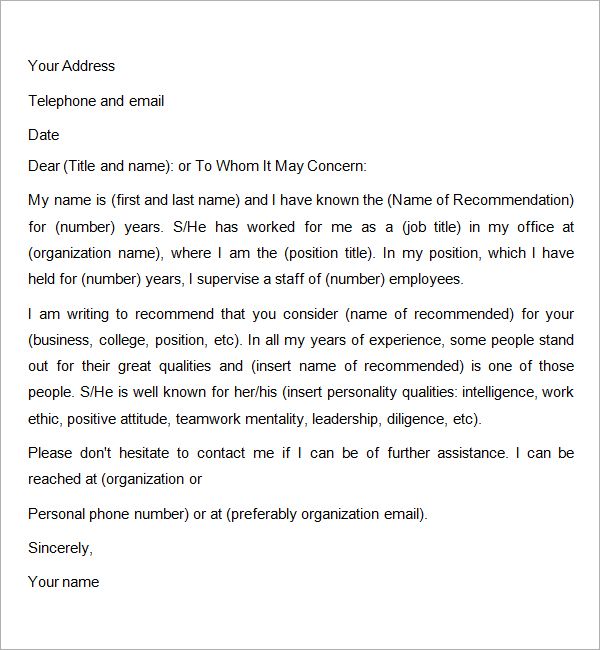 Your Address
Telephone and email
Date
Dear (Title and name): or To Whom It May Concern:
My name is (first and last name) and I have known the (Name of Recommendation)
for (number) years. S/He has worked for me as a (job title) in my office at
(organization name), where I am the (position title). In my position, which I have
held for (number) years, I supervise a staff of (number) employees.
I am writing to recommend that you consider (name of recommended) for your
(business, college, position, etc). In all my years of experience, some people stand
out for their great qualities and (insert name of recommended) is one of those
people. S/He is well known for her/his (insert personality qualities: intelligence, work
ethic, positive attitude, teamwork mentality, leadership, diligence, etc).
Please don't hesitate to contact me if I can be of further assistance. I can be
reached at (organization or
Personal phone number) or at (preferably organization email).
Sincerely,
Your name